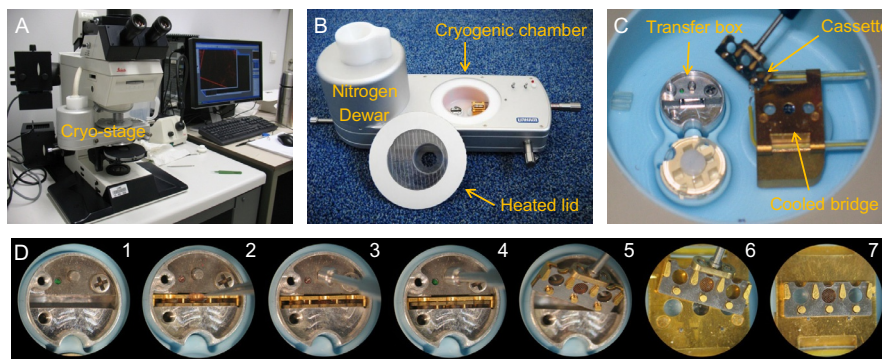 A
Cryo-stage
B
Cryogenic chamber
Nitrogen
Dewar
Heated lid
C
Transfer box
Cassette
Cooled bridge
D
1
2
3
4
5
6
7